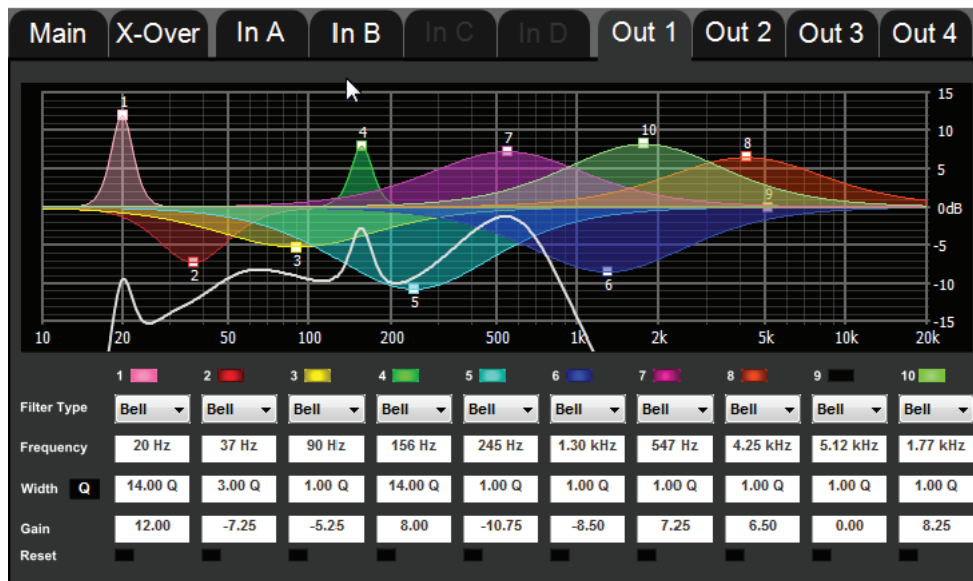 Main X-Over In A In B In C In D Out 1 Out 2 Out 3 Out 4
15
1
10
4 7 10 8
5
9
0dB
-5
2 3 6
-10
5
-15
10 20 50 100 200 500 1k 2k 5k 10k 20k
1 2 3 4 5 6 7 8 9 10
Filter Type Bell Bell Bell Bell Bell Bell Bell Bell Bell Bell
Frequency 20 Hz 37 Hz 90 Hz 156 Hz 245 Hz 1.30 kHz 547 Hz 4.25 kHz 5.12 kHz 1.77 kHz
Width Q 14.00 Q 3.00 Q 1.00 Q 14.00 Q 1.00 Q 1.00 Q 1.00 Q 1.00 Q 1.00 Q 1.00 Q
Gain 12.00 -7.25 -5.25 8.00 -10.75 -8.50 7.25 6.50 0.00 8.25
Reset